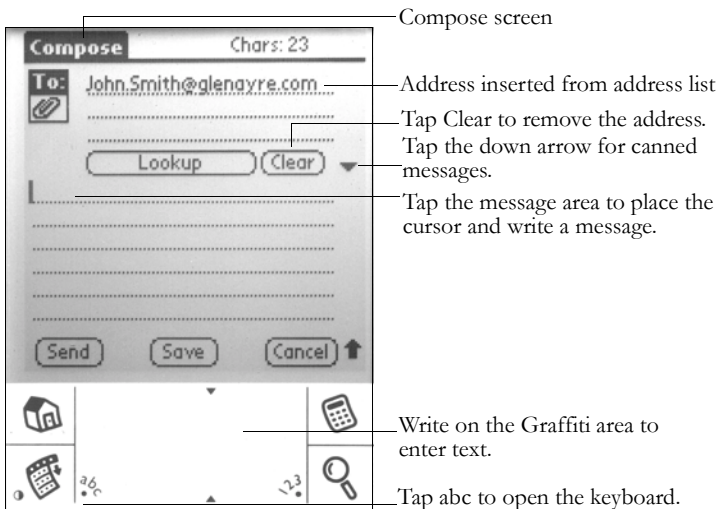 Compose screen
Compose Chars: 23
To: John.Smith@glenayre.com
Address inserted from address list
Tap Clear to remove the address.
Lookup Clear
Tap the down arrow for canned
messages.
Tap the message area to place the
cursor and write a message.
Send Save Cancel
Write on the Graffiti area to
enter text.
abc 123
Tap abc to open the keyboard.